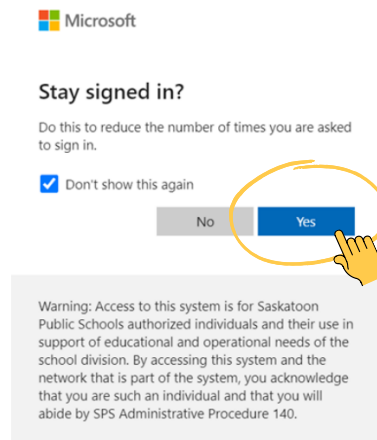 Microsoft
Stay signed in?
Do this to reduce the number of times you are asked
to sign in.
Don't show this again
No
Yes
Warning: Access to this system is for Saskatoon
Public Schools authorized individuals and their use in
support of educational and operational needs of the
school division. By accessing this system and the
network that is part of the system, you acknowledge
that you are such an individual and that you will
abide by SPS Administrative Procedure 140.